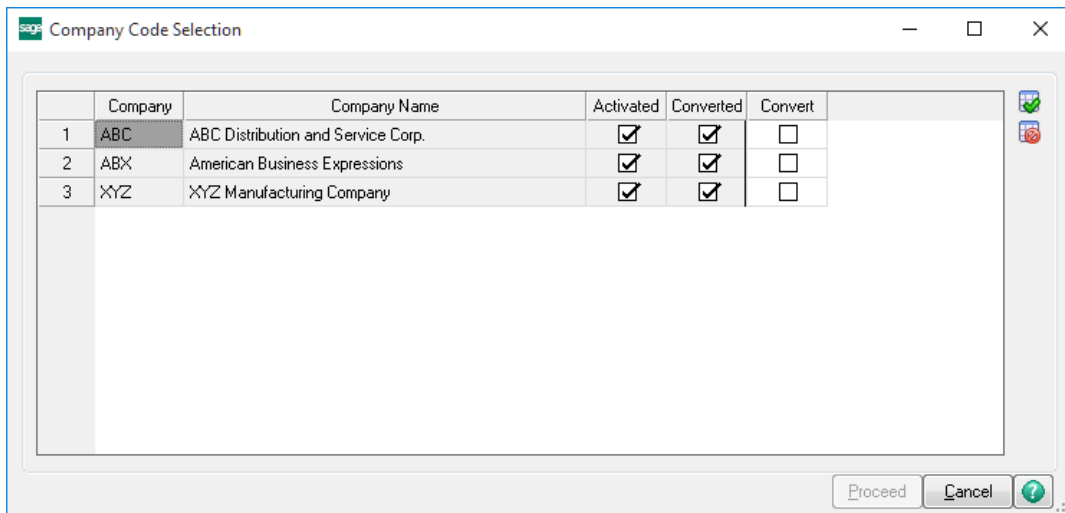 sage Company Code Selection
Company Company Name Activated Converted Convert
1 ABC ABC Distribution and Service Corp.
2 ABX American Business Expressions
3 XYZ XYZ Manufacturing Company
Proceed Cancel ?